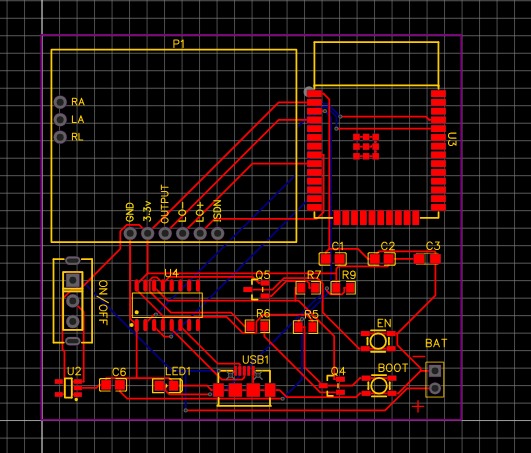 P1
RA
LA
RL
U3
GND
3.3v
OUTPUT
LO-
LO+
!SDN
C1
C2
C3
U4
Q5
R7
R9
ON/OFF
R6
R5
EN
BAT
USB1
U2
C6
LED1
Q4
BOOT
−
+